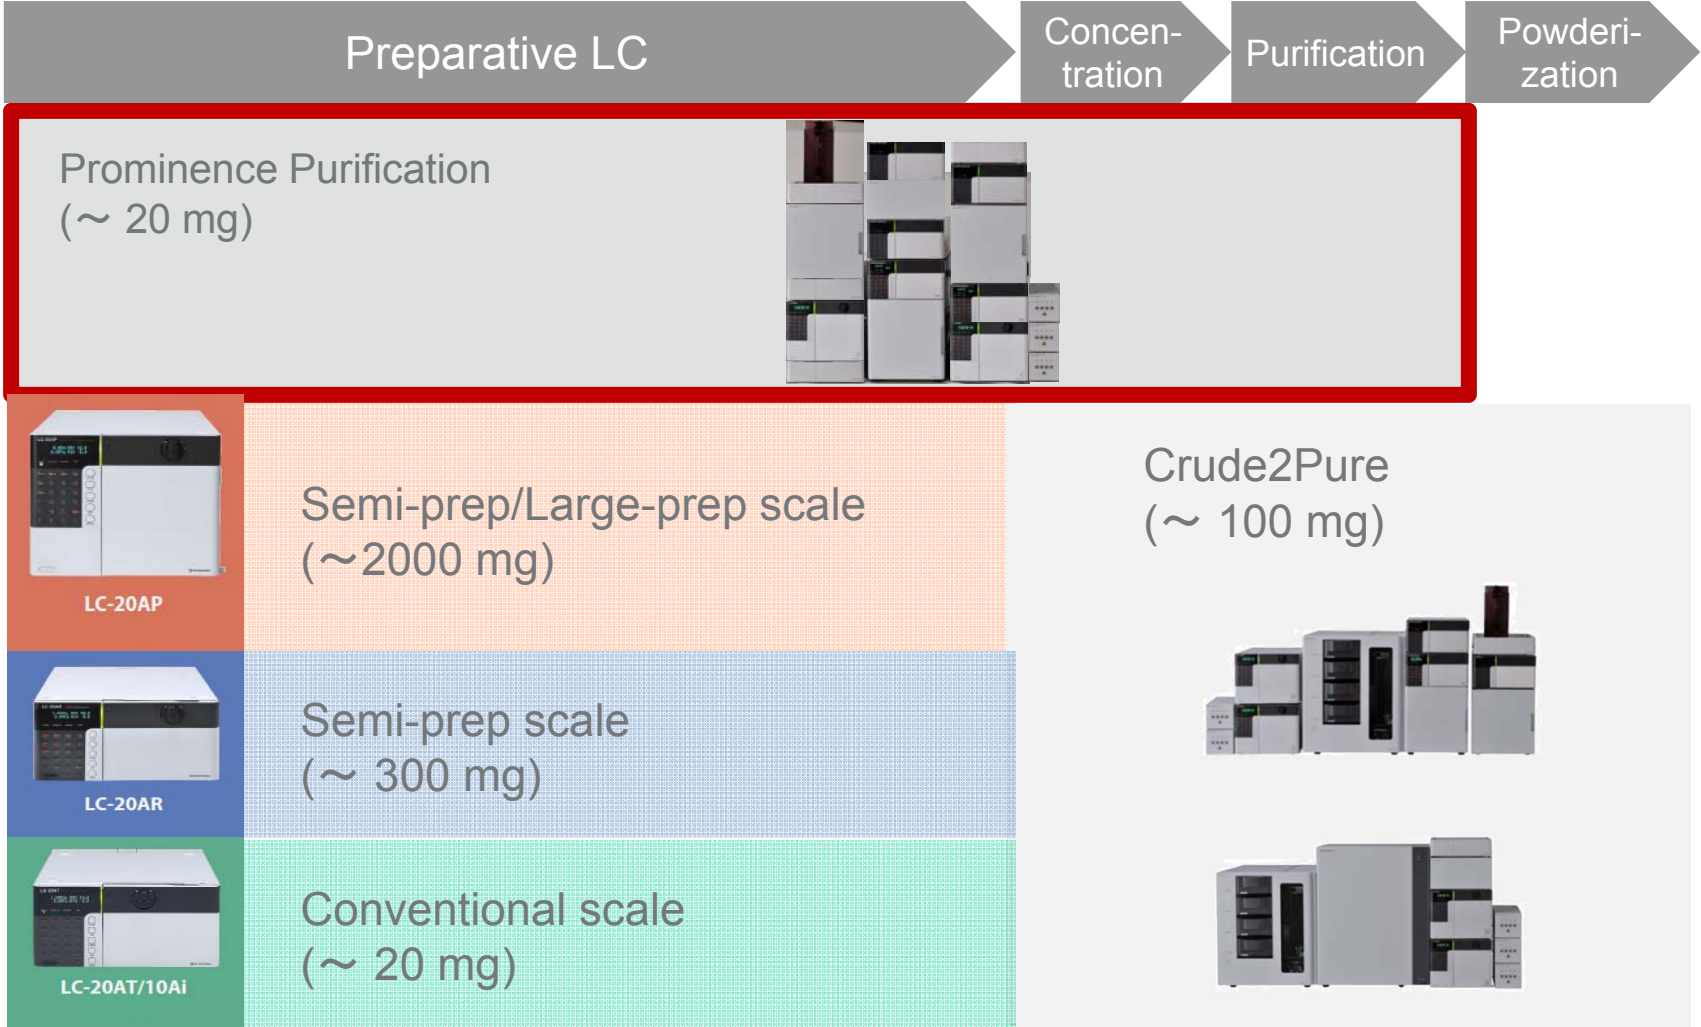 Preparative LC
Concen-
tration
Purification
Powderi-
zation
Prominence Purification
(～ 20 mg)
LC-20AP
Semi-prep/Large-prep scale
(～2000 mg)
Crude2Pure
(～ 100 mg)
LC-20AR
Semi-prep scale
(～ 300 mg)
LC-20AT/10Ai
Conventional scale
(～ 20 mg)